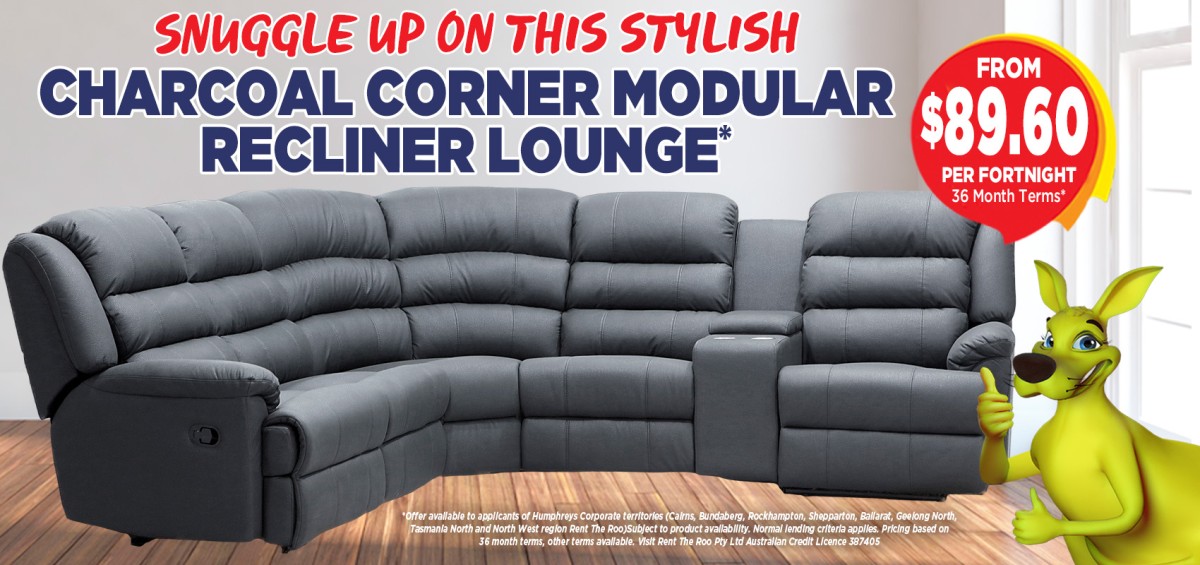 SNUGGLE UP ON THIS STYLISH
CHARCOAL CORNER MODULAR
RECLINER LOUNGE*
FROM
$89.60
PER FORTNIGHT
36 Month Terms*
*Offer available to applicants of Humphreys Corporate territories (Cairns, Bundaberg, Rockhampton, Shepparton, Ballarat, Geelong North,
Tasmania North and North West region Rent The Roo)Subject to product availability. Normal lending criteria applies. Pricing based on
36 month terms, other terms available. Visit Rent The Roo Pty Ltd Australian Credit Licence 387405